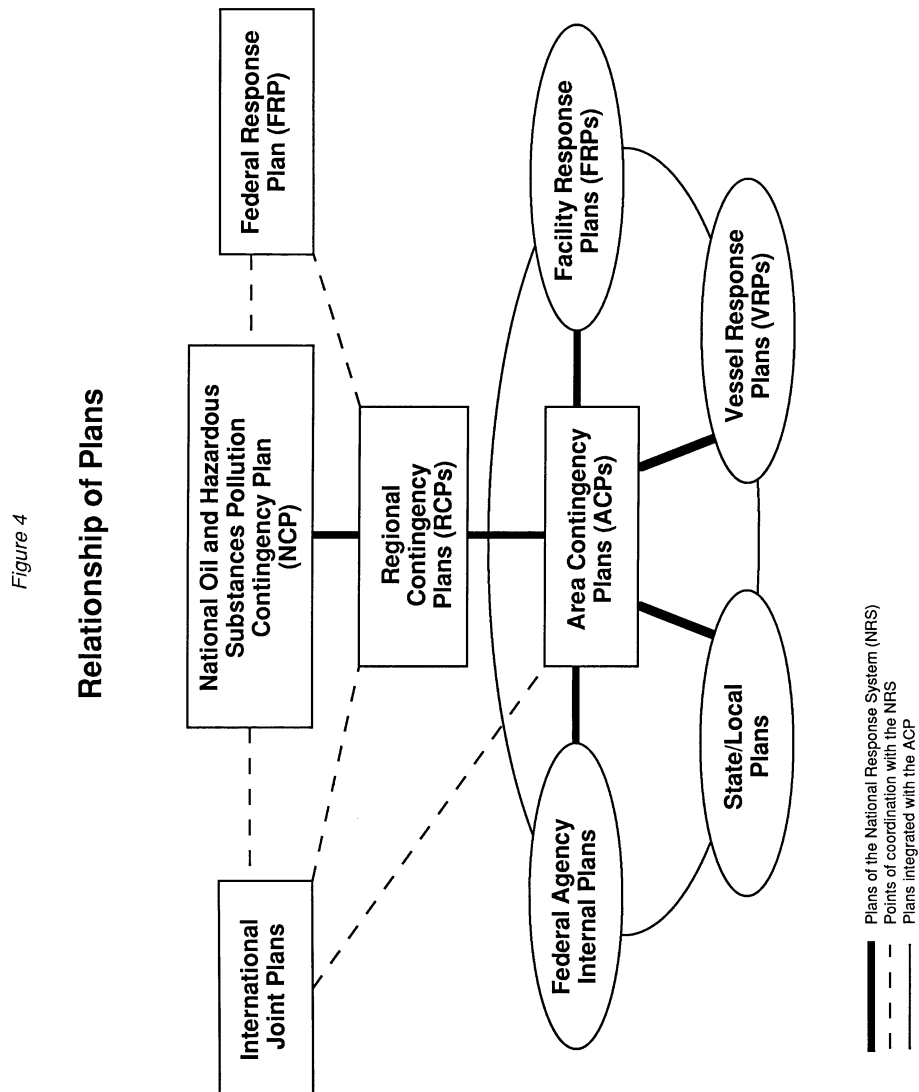 Figure 4
Relationship of Plans
International
Joint Plans
National Oil and Hazardous
Substances Pollution
Contingency Plan
(NCP)
Federal Response
Plan (FRP)
Regional
Contingency
Plans (RCPs)
Federal Agency
Internal Plans
Area Contingency
Plans (ACPs)
Facility Response
Plans (FRPs)
State/Local
Plans
Vessel Response
Plans (VRPs)
Plans of the National Response System (NRS)
Points of coordination with the NRS
Plans integrated with the ACP